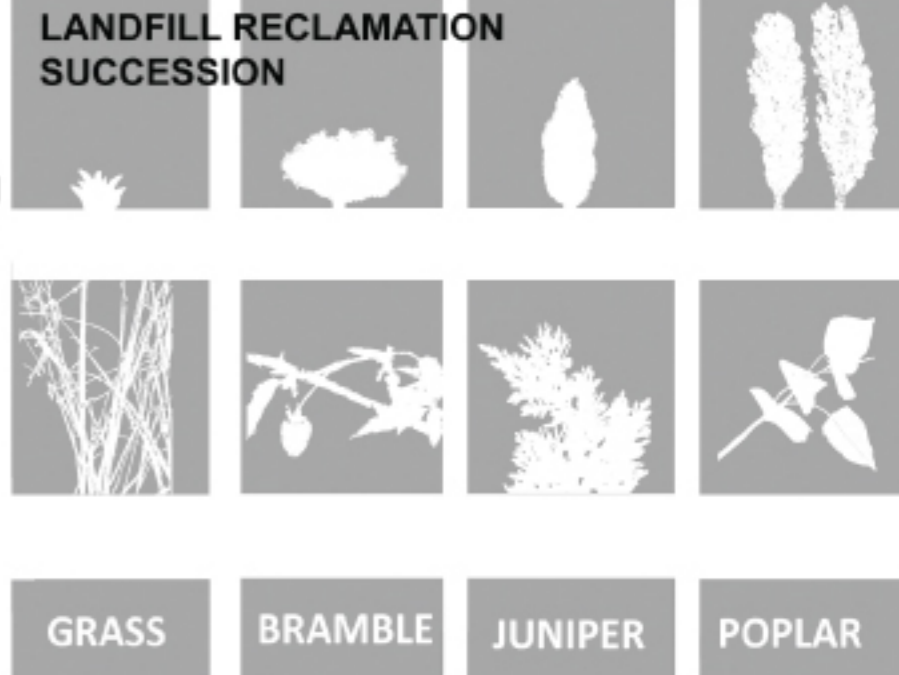 LANDFILL RECLAMATION
SUCCESSION
GRASS
BRAMBLE
JUNIPER
POPLAR